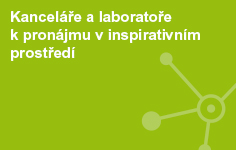 Kanceláře a laboratoře
k pronájmu v inspirativním
prostředí